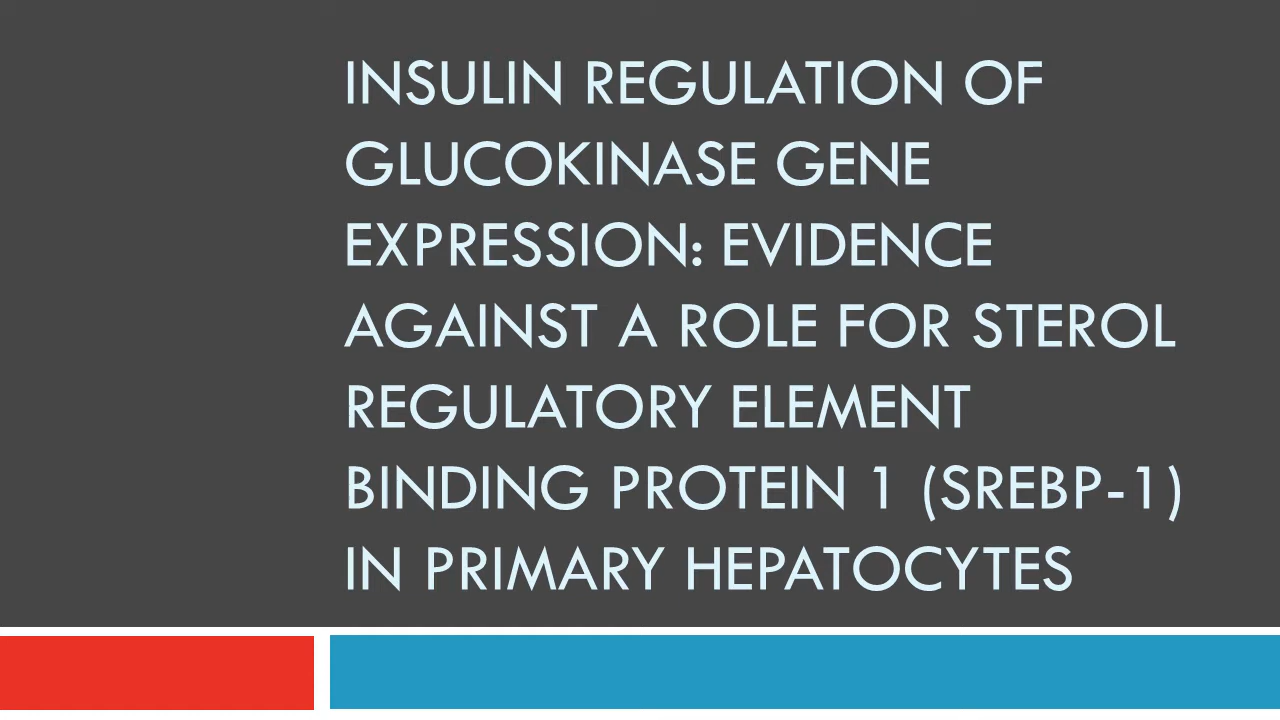 INSULIN REGULATION OF
GLUCOKINASE GENE
EXPRESSION: EVIDENCE
AGAINST A ROLE FOR STEROL
REGULATORY ELEMENT
BINDING PROTEIN 1 (SREBP-1)
IN PRIMARY HEPATOCYTES